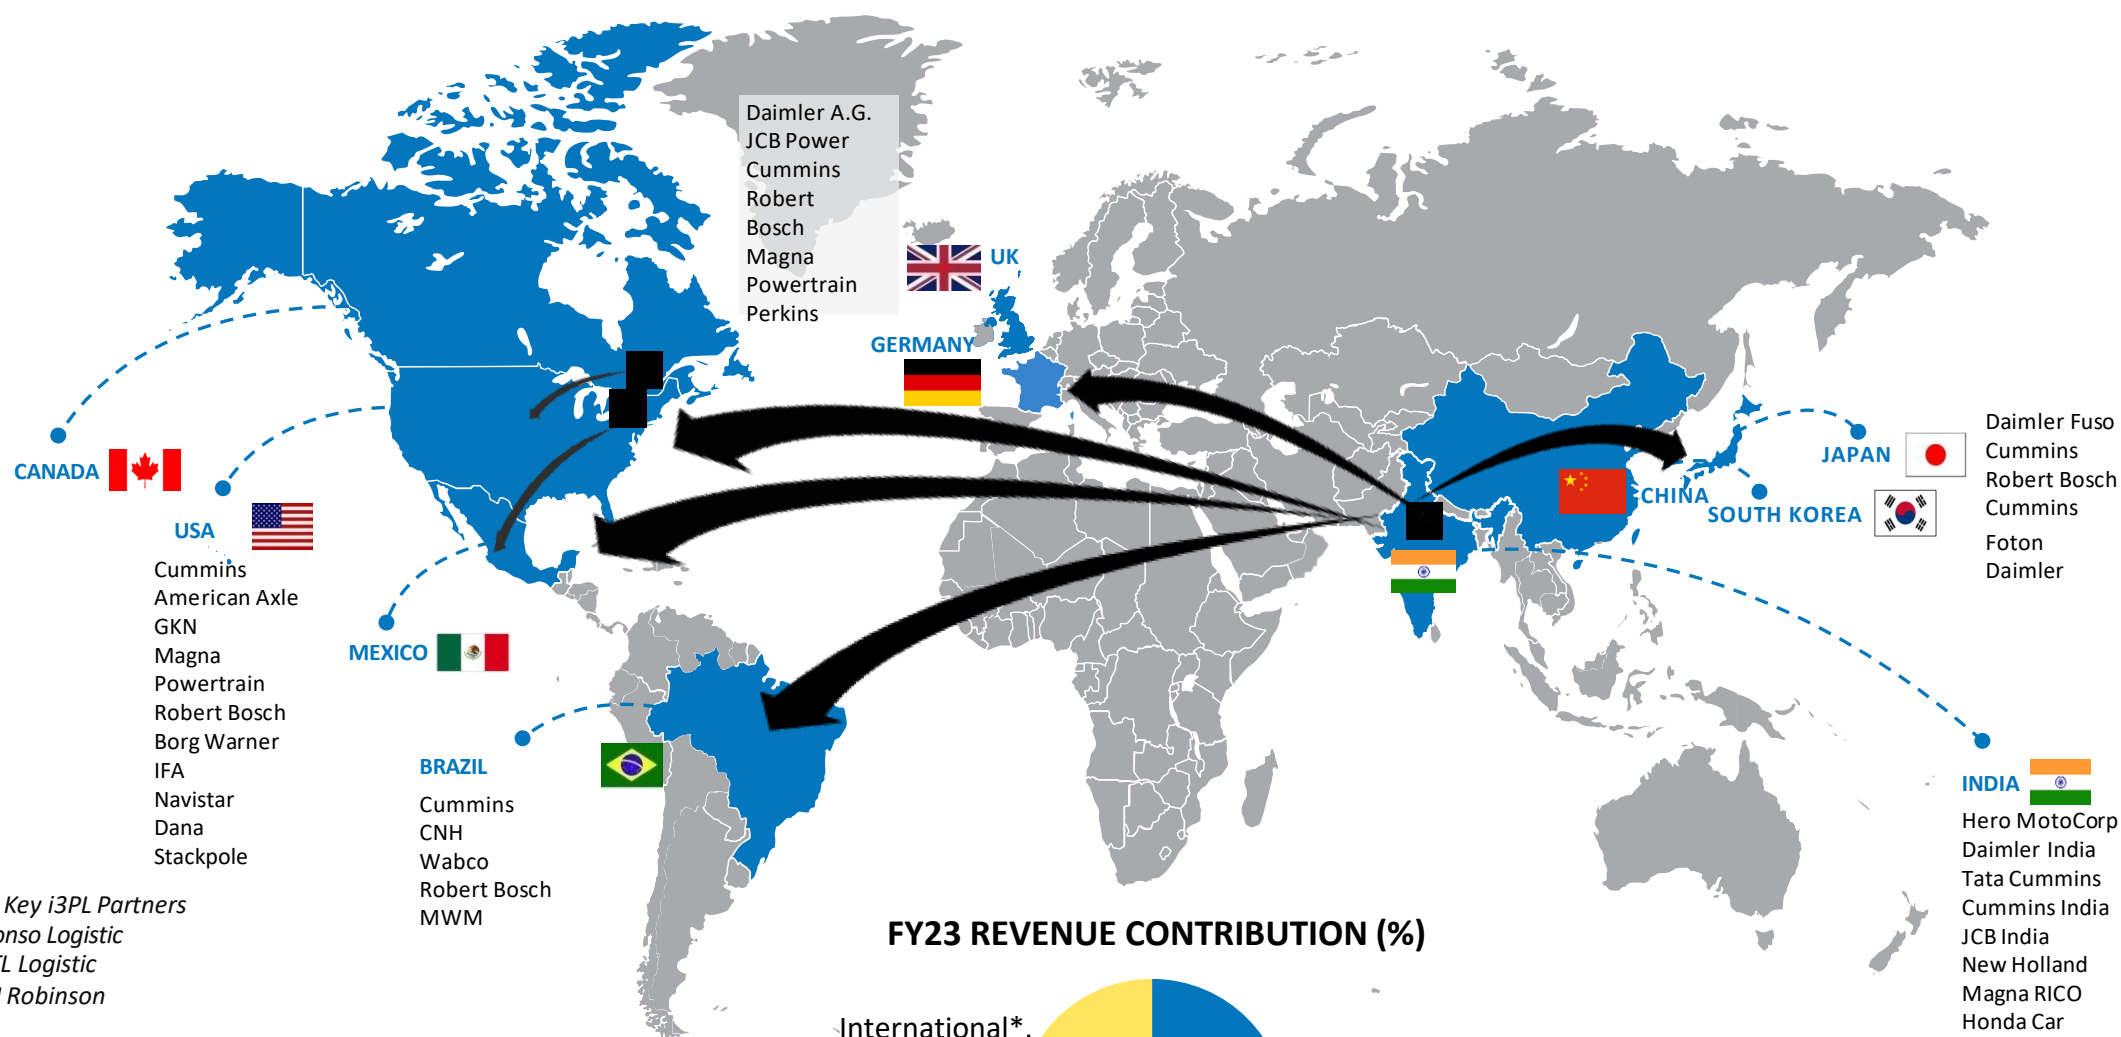 Daimler A.G.
JCB Power
Cummins
Robert
Bosch
Magna
Powertrain
Perkins
UK
GERMANY
CANADA
USA
Cummins
American Axle
GKN
Magna
Powertrain
Robert Bosch
Borg Warner
IFA
Navistar
Dana
Stackpole
MEXICO
BRAZIL
Cummins
CNH
Wabco
Robert Bosch
MWM
JAPAN
CHINA
SOUTH KOREA
Daimler Fuso
Cummins
Robert Bosch
Cummins
Foton
Daimler
INDIA
Hero MotoCorp
Daimler India
Tata Cummins
Cummins India
JCB India
New Holland
Magna RICO
Honda Car
Key i3PL Partners
Logistic
Logistic
Robinson
FY23 REVENUE CONTRIBUTION (%)
International*,